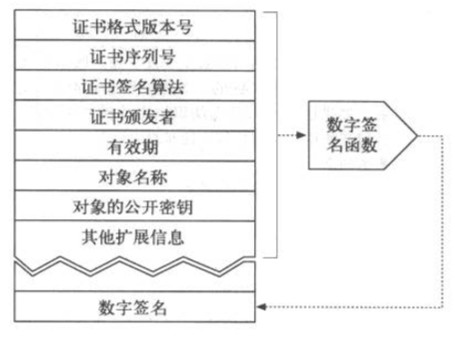 证书格式版本号
证书序列号
证书签名算法
证书颁发者
有效期
对象名称
对象的公开密钥
其他扩展信息
数字签名
数字签
名函数